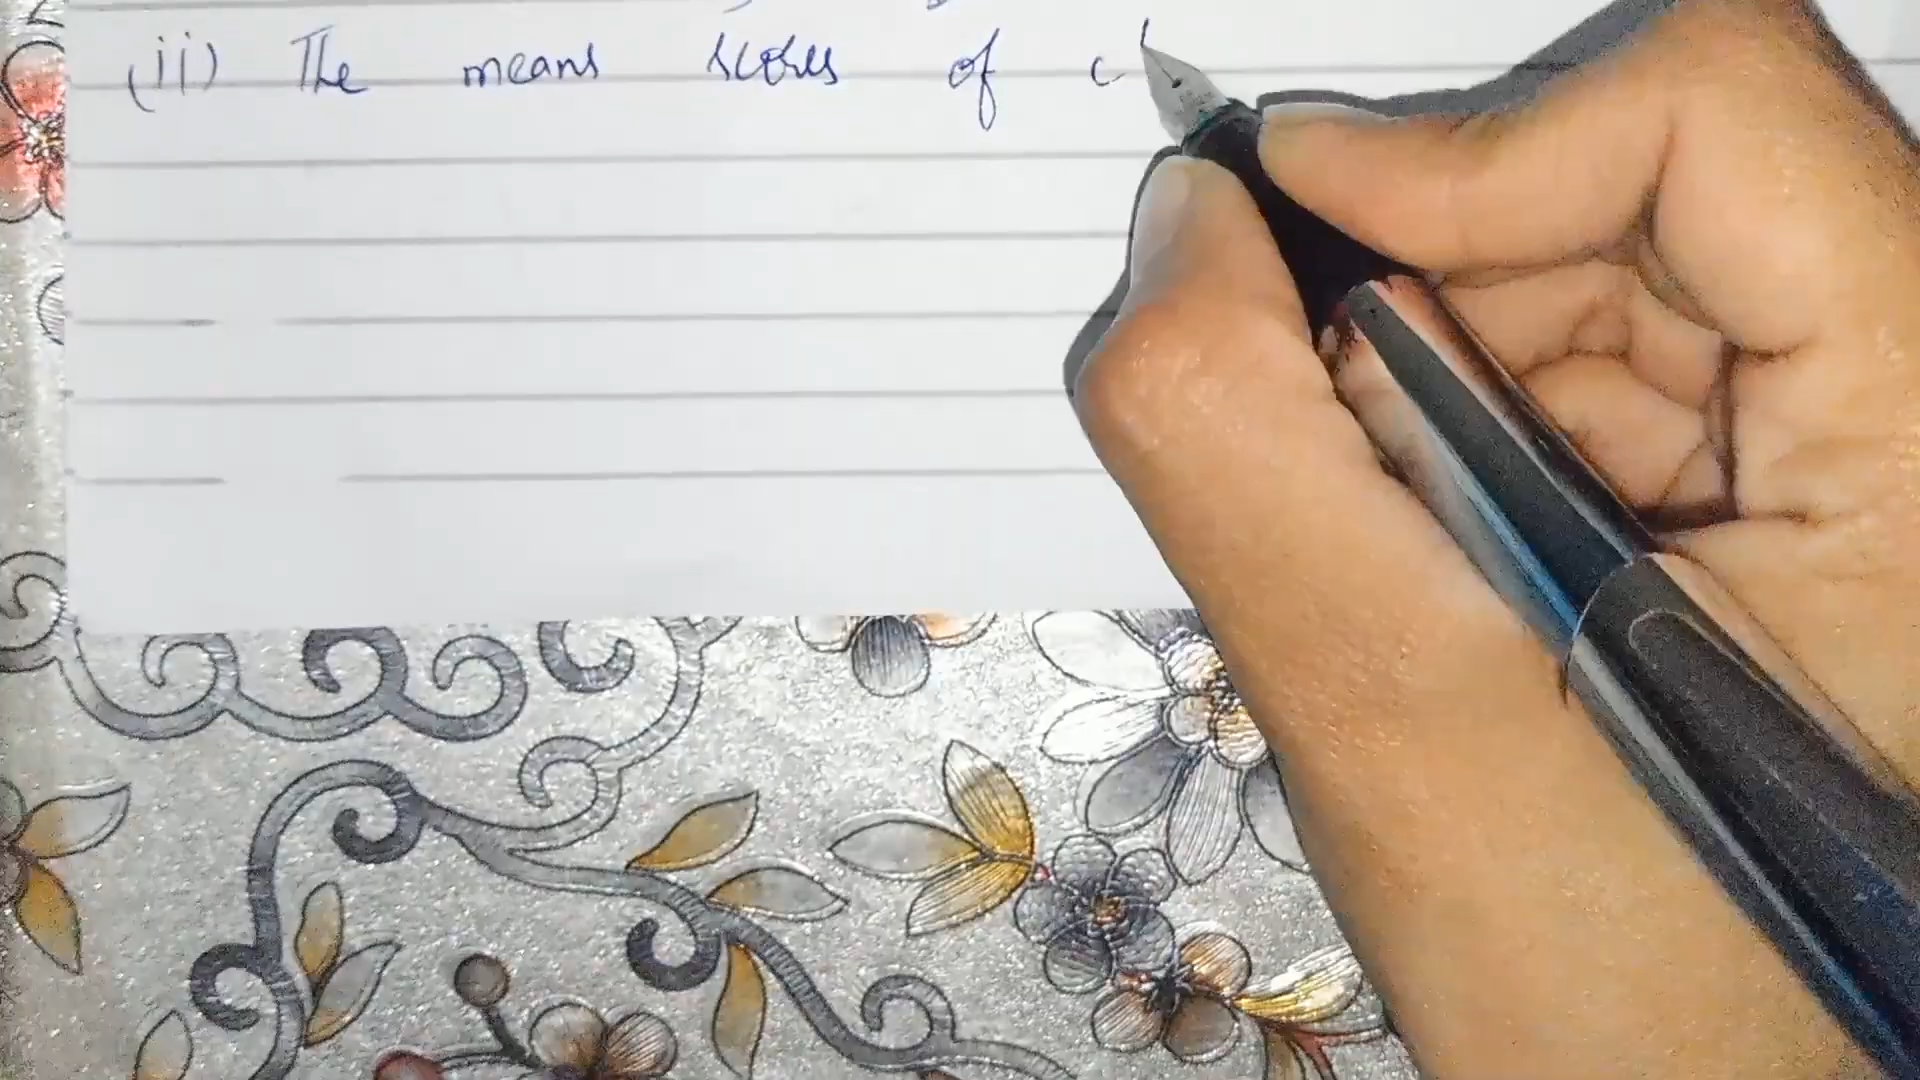 (ii) The means scores of c